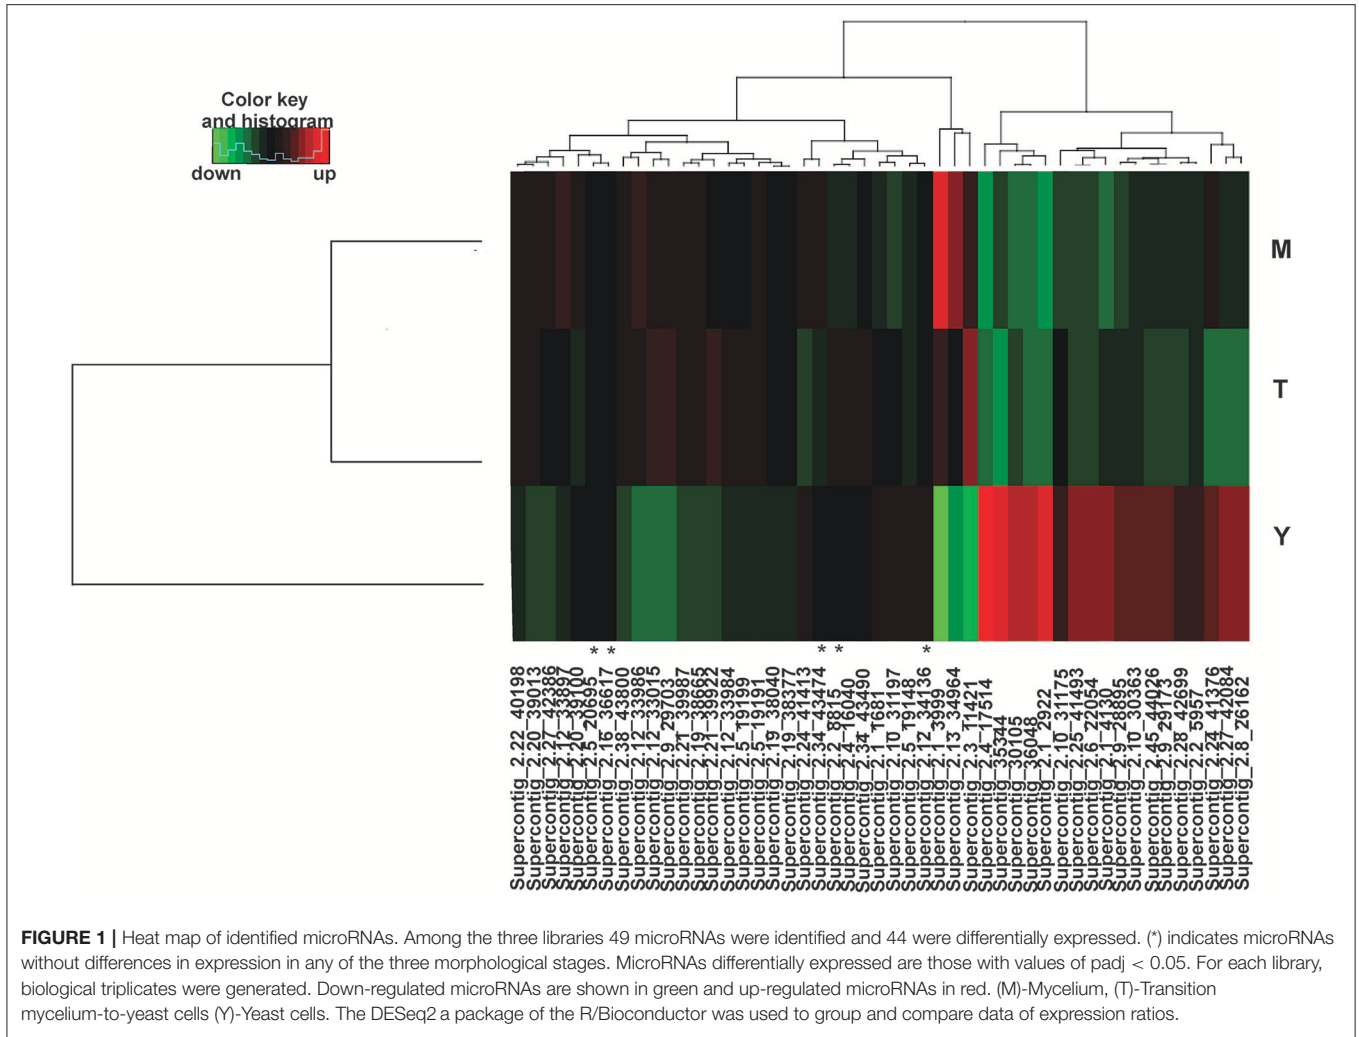 Color key
and histogram
down up
M
T
Y
* * * * *
Supercontig_2.22_40198
Supercontig_2.20_39013
Supercontig_2.27_42386
Supercontig_2.12_33897
Supercontig_2.20_39100
Supercontig_2.5_20695
Supercontig_2.16_36617
Supercontig_2.38_43800
Supercontig_2.12_33986
Supercontig_2.12_33015
Supercontig_2.9_29703
Supercontig_2.21_39987
Supercontig_2.19_38665
Supercontig_2.21_39922
Supercontig_2.12_33984
Supercontig_2.5_19199
Supercontig_2.5_19191
Supercontig_2.19_38040
Supercontig_2.19_38377
Supercontig_2.24_41413
Supercontig_2.34_43474
Supercontig_2.2_8815
Supercontig_2.4_16040
Supercontig_2.34_43490
Supercontig_2.1_1681
Supercontig_2.10_31197
Supercontig_2.5_19148
Supercontig_2.12_34136
Supercontig_2.1_3999
Supercontig_2.13_34964
Supercontig_2.3_11421
Supercontig_2.4_17514
Supercontig_35344
Supercontig_30105
Supercontig_36048
Supercontig_2.1_2922
Supercontig_2.10_31175
Supercontig_2.25_41493
Supercontig_2.6_22054
Supercontig_2.1_4130
Supercontig_2.9_28895
Supercontig_2.10_30363
Supercontig_2.45_44026
Supercontig_2.9_29173
Supercontig_2.28_42699
Supercontig_2.2_5957
Supercontig_2.24_41376
Supercontig_2.27_42084
Supercontig_2.8_26162
FIGURE 1 | Heat map of identified microRNAs. Among the three libraries 49 microRNAs were identified and 44 were differentially expressed. (*) indicates microRNAs
without differences in expression in any of the three morphological stages. MicroRNAs differentially expressed are those with values of padj < 0.05. For each library,
biological triplicates were generated. Down-regulated microRNAs are shown in green and up-regulated microRNAs in red. (M)-Mycelium, (T)-Transition
mycelium-to-yeast cells (Y)-Yeast cells. The DESeq2 a package of the R/Bioconductor was used to group and compare data of expression ratios.